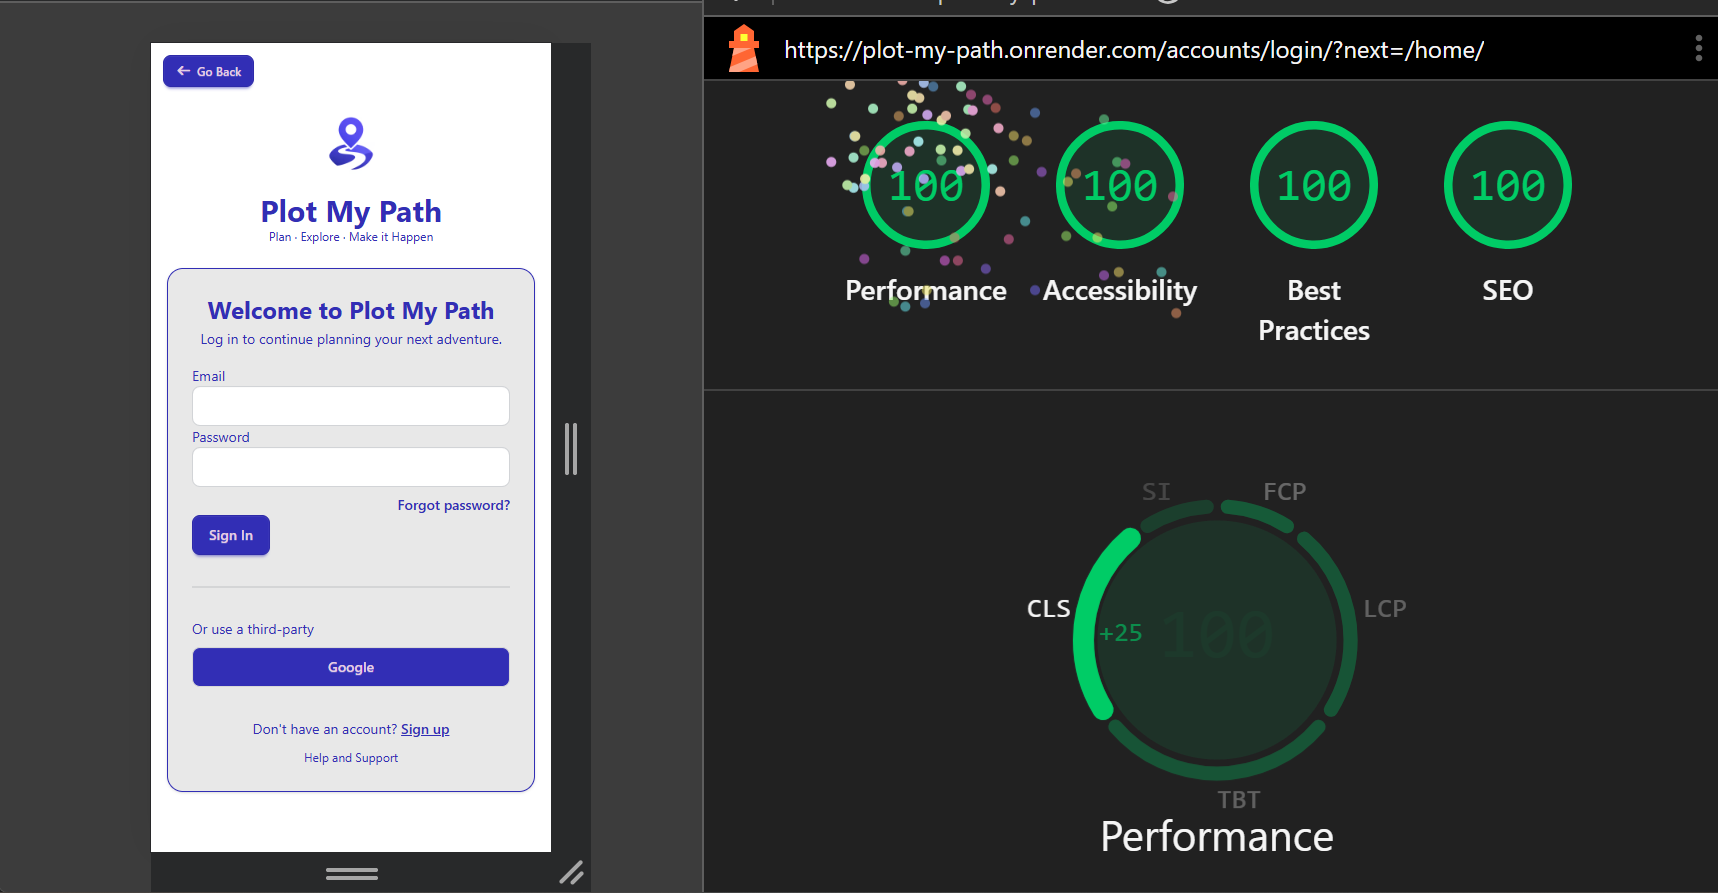 Go Back
Plot My Path
Plan · Explore · Make it Happen
Welcome to Plot My Path
Log in to continue planning your next adventure.
Email
Password
Forgot password?
Sign In
Or use a third-party
Google
Don't have an account? Sign up
Help and Support
https://plot-my-path.onrender.com/accounts/login/?next=/home/
100
100
100
100
Performance
Accessibility
Best
Practices
SEO
SI
FCP
CLS
+25
100
LCP
TBT
Performance